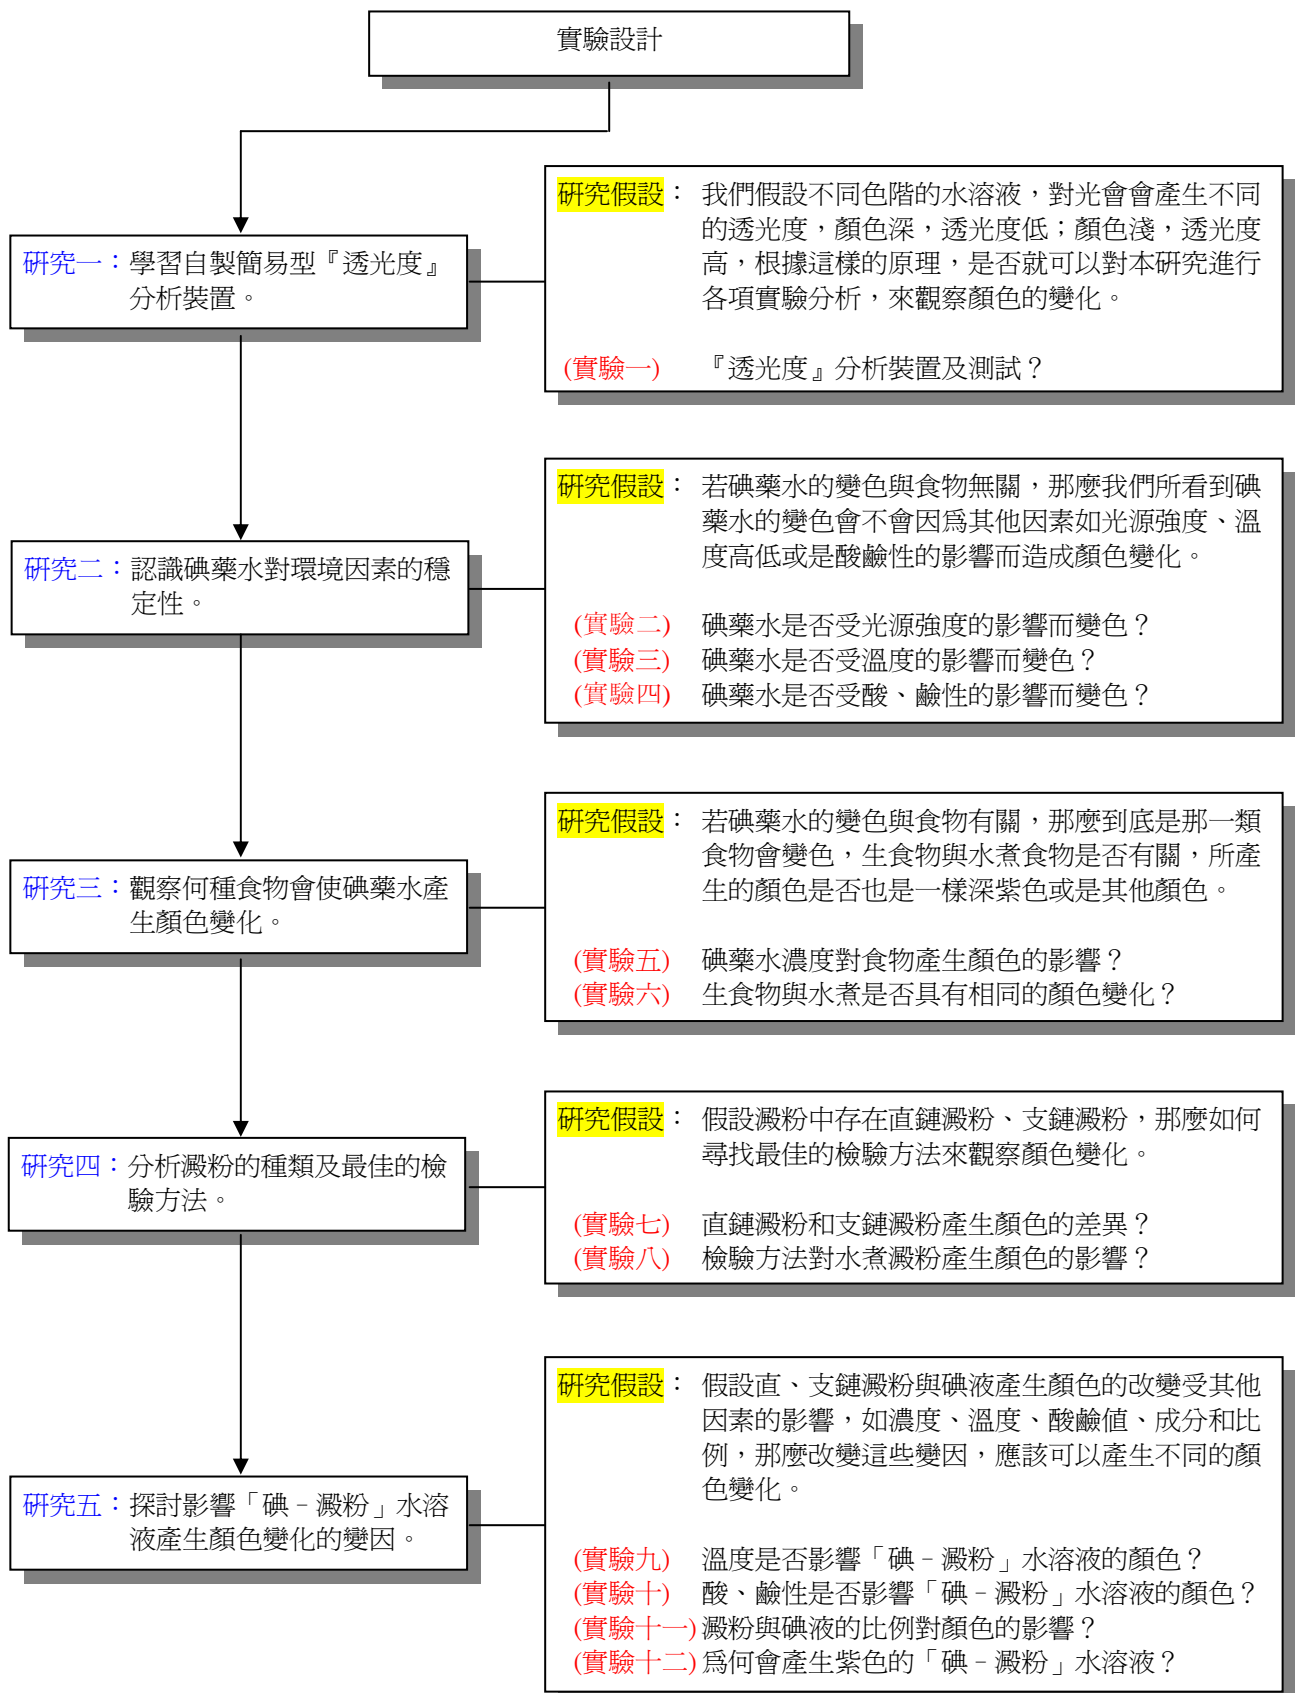 實驗設計
研究一：學習自製簡易型『透光度』
分析裝置。
研究假設： 我們假設不同色階的水溶液，對光會會產生不同
的透光度，顏色深，透光度低；顏色淺，透光度
高，根據這樣的原理，是否就可以對本研究進行
各項實驗分析，來觀察顏色的變化。
(實驗一) 『透光度』分析裝置及測試？
研究二：認識碘藥水對環境因素的穩
定性。
研究假設： 若碘藥水的變色與食物無關，那麼我們所看到碘
藥水的變色會不會因為其他因素如光源強度、溫
度高低或是酸鹼性的影響而造成顏色變化。
(實驗二) 碘藥水是否受光源強度的影響而變色？
(實驗三) 碘藥水是否受溫度的影響而變色？
(實驗四) 碘藥水是否受酸、鹼性的影響而變色？
研究三：觀察何種食物會使碘藥水產
生顏色變化。
研究假設： 若碘藥水的變色與食物有關，那麼到底是那一類
食物會變色，生食物與水煮食物是否有關，所產
生的顏色是否也是一樣深紫色或是其他顏色。
(實驗五) 碘藥水濃度對食物產生顏色的影響？
(實驗六) 生食物與水煮是否具有相同的顏色變化？
研究四：分析澱粉的種類及最佳的檢
驗方法。
研究假設： 假設澱粉中存在直鏈澱粉、支鏈澱粉，那麼如何
尋找最佳的檢驗方法來觀察顏色變化。
(實驗七) 直鏈澱粉和支鏈澱粉產生顏色的差異？
(實驗八) 檢驗方法對水煮澱粉產生顏色的影響？
研究五：探討影響「碘﹣澱粉」水溶
液產生顏色變化的變因。
研究假設： 假設直、支鏈澱粉與碘液產生顏色的改變受其他
因素的影響，如濃度、溫度、酸鹼值、成分和比
例，那麼改變這些變因，應該可以產生不同的顏
色變化。
(實驗九) 溫度是否影響「碘﹣澱粉」水溶液的顏色？
(實驗十) 酸、鹼性是否影響「碘﹣澱粉」水溶液的顏色？
(實驗十一) 澱粉與碘液的比例對顏色的影響？
(實驗十二) 為何會產生紫色的「碘﹣澱粉」水溶液？